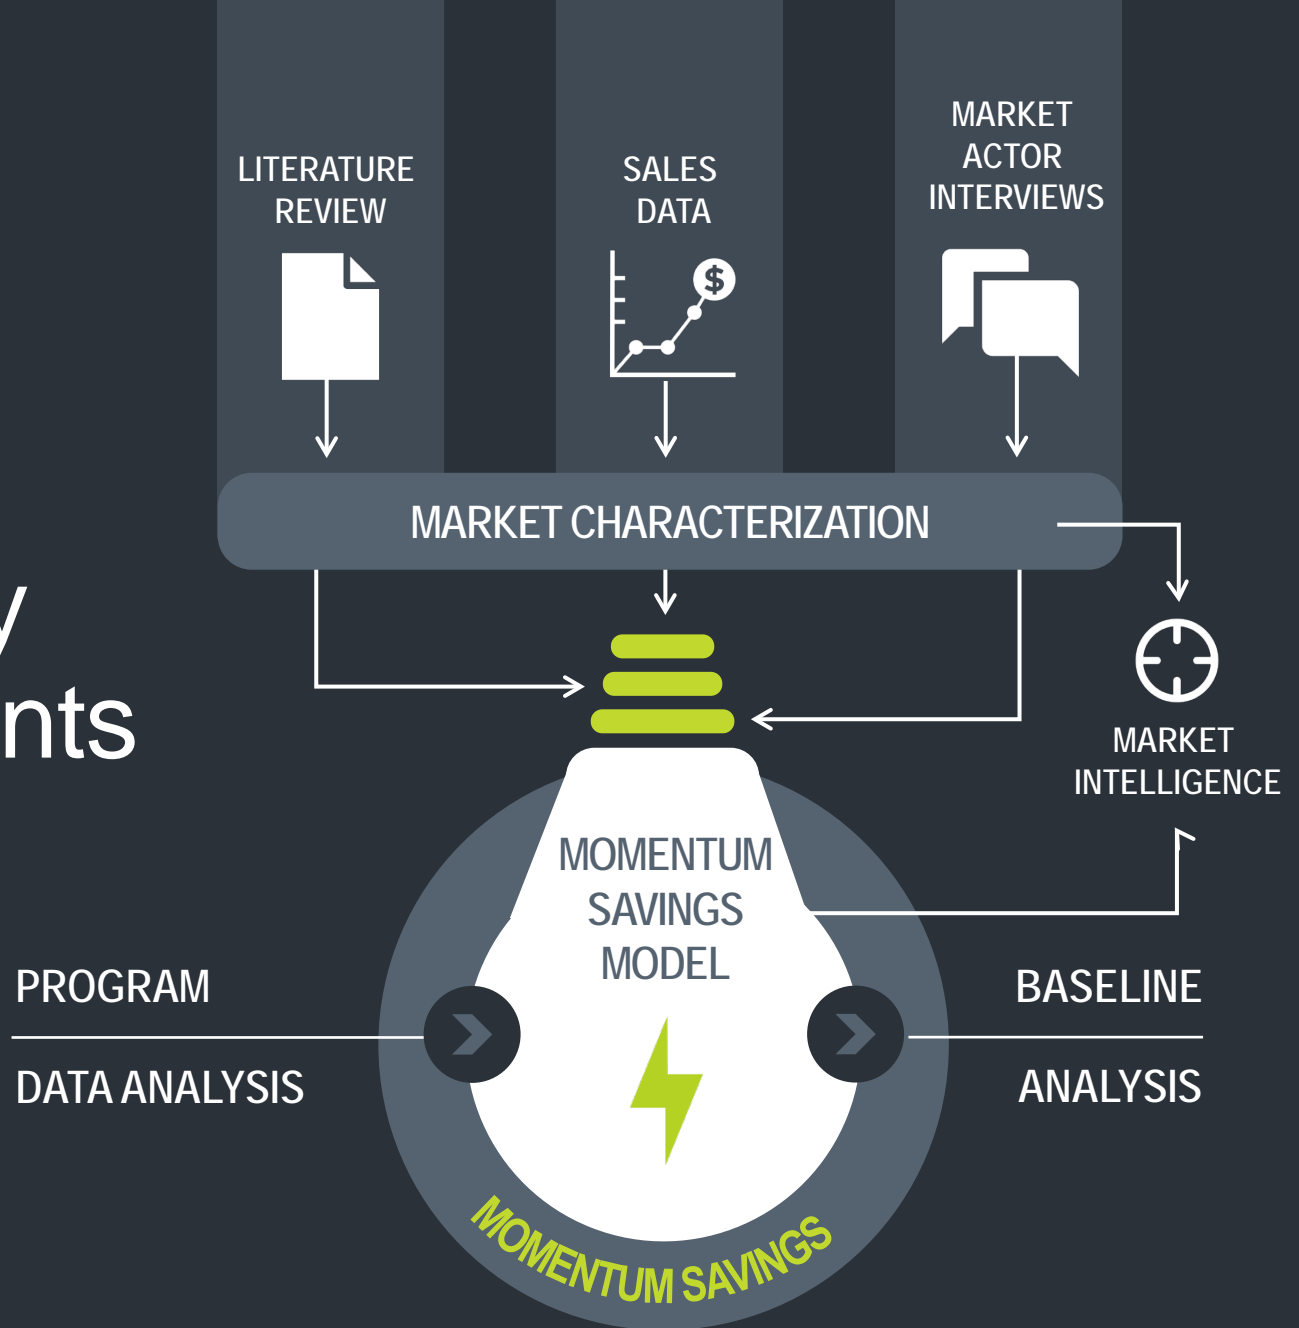 LITERATURE
REVIEW
SALES
DATA
$
MARKET
ACTOR
INTERVIEWS
MARKET CHARACTERIZATION
y
nts
MARKET
INTELLIGENCE
MOMENTUM
SAVINGS
MODEL
PROGRAM
DATA ANALYSIS
BASELINE
ANALYSIS
MOMENTUM SAVINGS